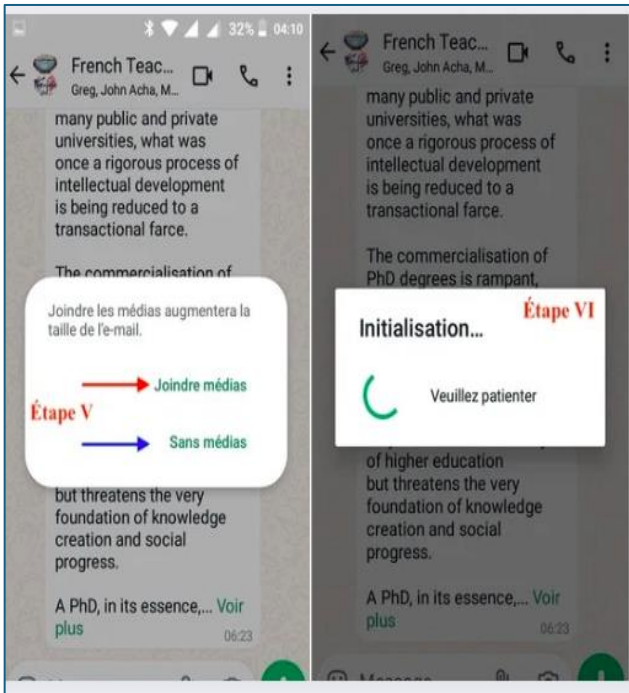 32% 04:10
French Teac...
Greg, John Acha, M...
many public and private
universities, what was
once a rigorous process of
intellectual development
is being reduced to a
transactional farce.
The commercialisation of
Joindre les médias augmentera la
taille de l'e-mail.
Joindre médias
Étape V
Sans médias
but threatens the very
foundation of knowledge
creation and social
progress.
A PhD, in its essence,... Voir
plus
06:23
French Teac...
Greg, John Acha, M...
many public and private
universities, what was
once a rigorous process of
intellectual development
is being reduced to a
transactional farce.
The commercialisation of
PhD degrees is rampant,
Étape VI
Initialisation...
Veuillez patienter
of higher education
but threatens the very
foundation of knowledge
creation and social
progress.
A PhD, in its essence,... Voir
plus
06:23
Message